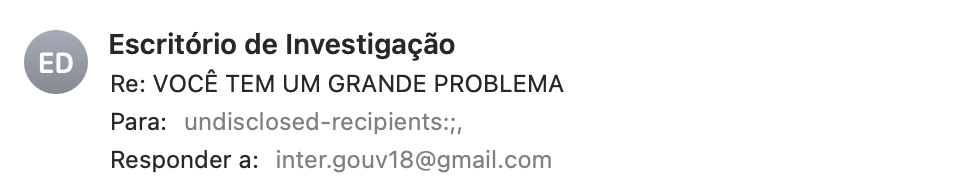 ED
Escritório de Investigação
Re: VOCÊ TEM UM GRANDE PROBLEMA
Para: undisclosed-recipients:;,
Responder a: inter.gouv18@gmail.com